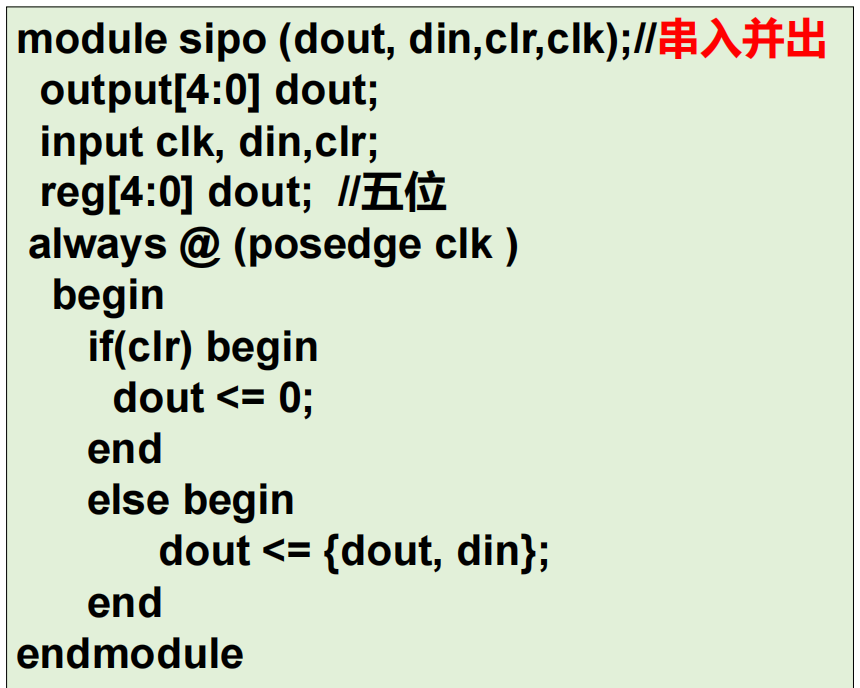 module sipo (dout, din,clr,clk);//串入并出
output[4:0] dout;
input clk, din,clr;
reg[4:0] dout; //五位
always @ (posedge clk )
begin
if(clr) begin
dout <= 0;
end
else begin
dout <= {dout, din};
end
endmodule